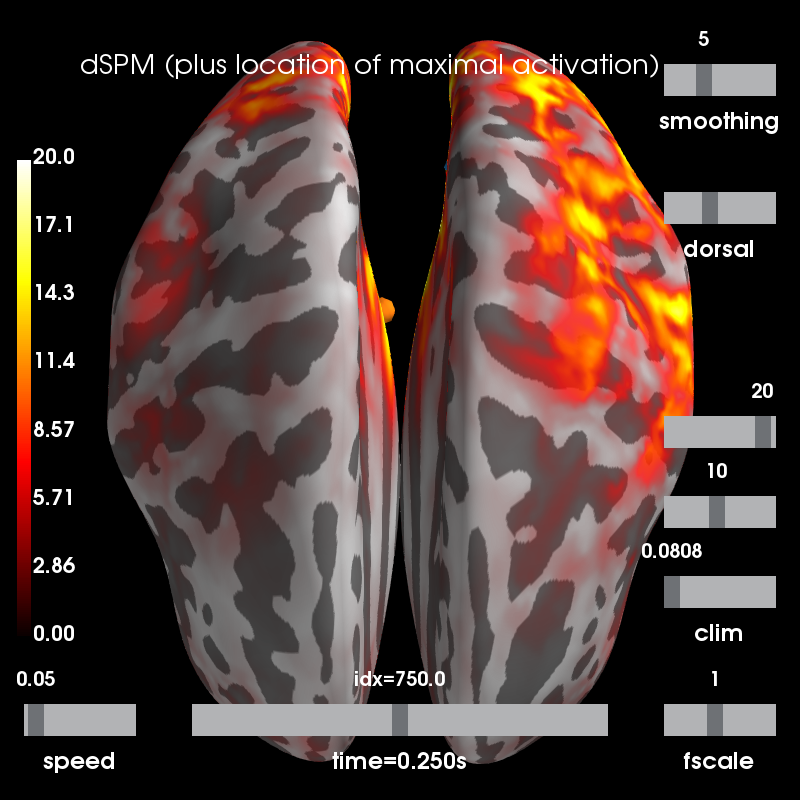 dSPM (plus location of maximal activation)
5
smoothing
dorsal
20.0
17.1
14.3
11.4
8.57
5.71
2.86
0.00
20
10
0.0808
clim
0.05
speed
idx=750.0
time=0.250s
1
fscale